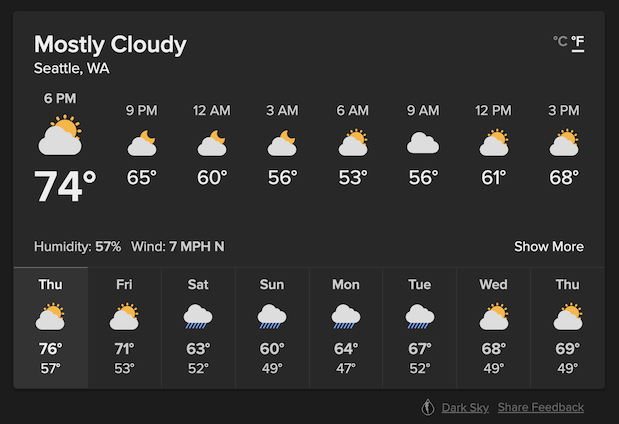 Mostly Cloudy °C °F
Seattle, WA
6 PM 9 PM 12 AM 3 AM 6 AM 9 AM 12 PM 3 PM
74° 65° 60° 56° 53° 56° 61° 68°
Humidity: 57% Wind: 7 MPH N Show More
Thu Fri Sat Sun Mon Tue Wed Thu
76° 71° 63° 60° 64° 67° 68° 69°
57° 53° 52° 49° 47° 52° 49° 49°
Dark Sky Share Feedback